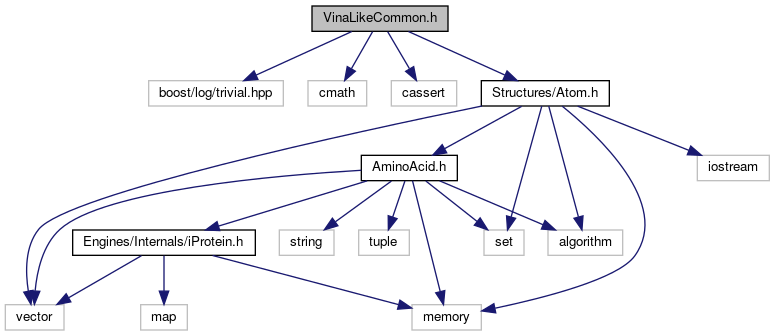 VinaLikeCommon.h
boost/log/trivial.hpp
cmath
cassert
Structures/Atom.h
AminoAcid.h
iostream
Engines/Internals/iProtein.h
string
tuple
set
algorithm
vector
map
memory